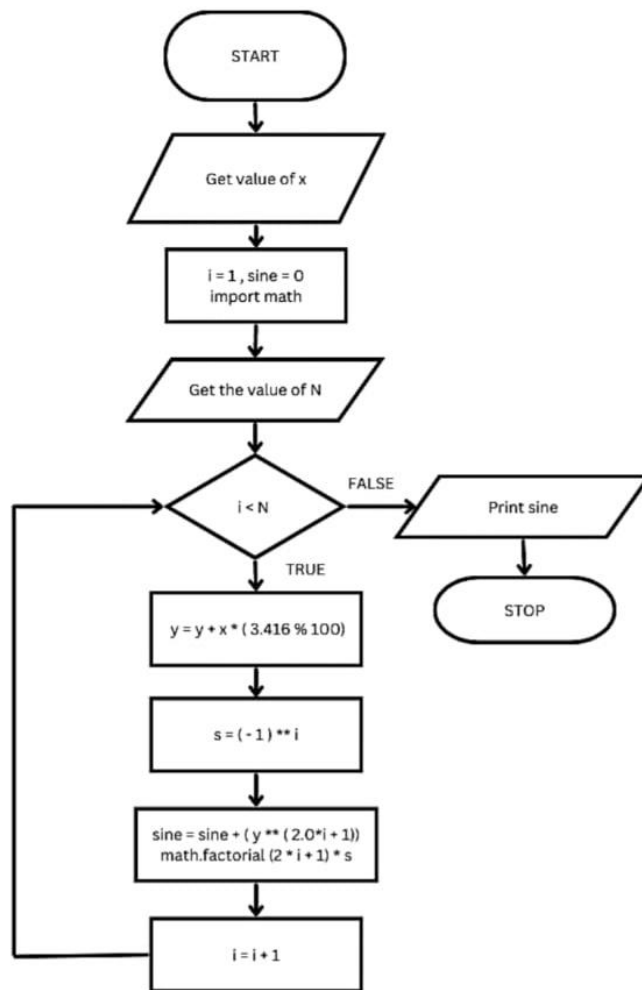 START
Get value of x
i = 1 , sine = 0
import math
Get the value of N
i < N
FALSE
Print sine
TRUE
STOP
y = y + x * ( 3.416 % 100)
s = ( - 1 ) ** i
sine = sine + ( y ** ( 2.0*i + 1))
math.factorial (2 * i + 1) * s
i = i + 1